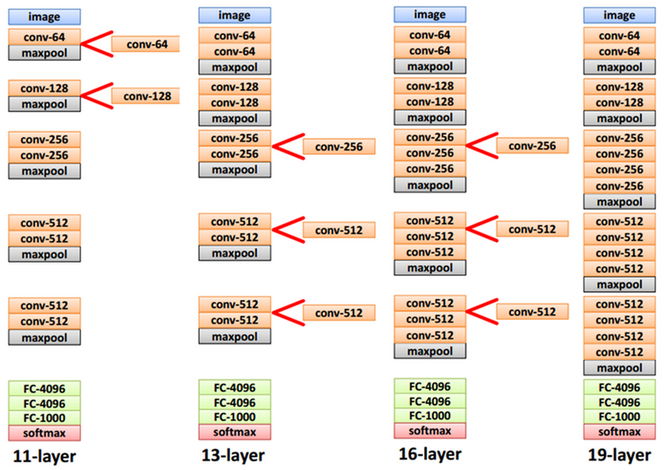 image
conv-64
maxpool
conv-128
maxpool
conv-256
conv-256
maxpool
conv-512
conv-512
maxpool
conv-512
conv-512
maxpool
FC-4096
FC-4096
FC-1000
softmax
11-layer
conv-64
conv-128
image
conv-64
conv-64
maxpool
conv-128
conv-128
maxpool
conv-256
conv-256
maxpool
conv-512
conv-512
maxpool
conv-512
conv-512
maxpool
FC-4096
FC-4096
FC-1000
softmax
13-layer
conv-256
conv-512
conv-512
image
conv-64
conv-64
maxpool
conv-128
conv-128
maxpool
conv-256
conv-256
conv-256
maxpool
conv-512
conv-512
conv-512
maxpool
conv-512
conv-512
conv-512
maxpool
FC-4096
FC-4096
FC-1000
softmax
16-layer
conv-256
conv-512
conv-512
image
conv-64
conv-64
maxpool
conv-128
conv-128
maxpool
conv-256
conv-256
conv-256
conv-256
maxpool
conv-512
conv-512
conv-512
conv-512
maxpool
conv-512
conv-512
conv-512
conv-512
maxpool
FC-4096
FC-4096
FC-1000
softmax
19-layer